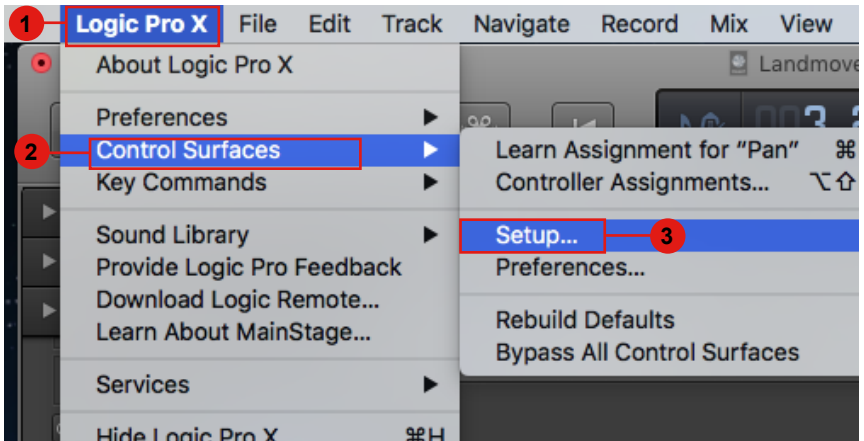 1 Logic Pro X File Edit Track Navigate Record Mix View
About Logic Pro X
Landmove
Preferences
2 Control Surfaces
Key Commands
Sound Library
Provide Logic Pro Feedback
Download Logic Remote...
Learn About MainStage...
Services
Hide Logic Pro X ⌘H
Learn Assignment for “Pan” ⌘
Controller Assignments... ⌥⇧
Setup... 3
Preferences...
Rebuild Defaults
Bypass All Control Surfaces